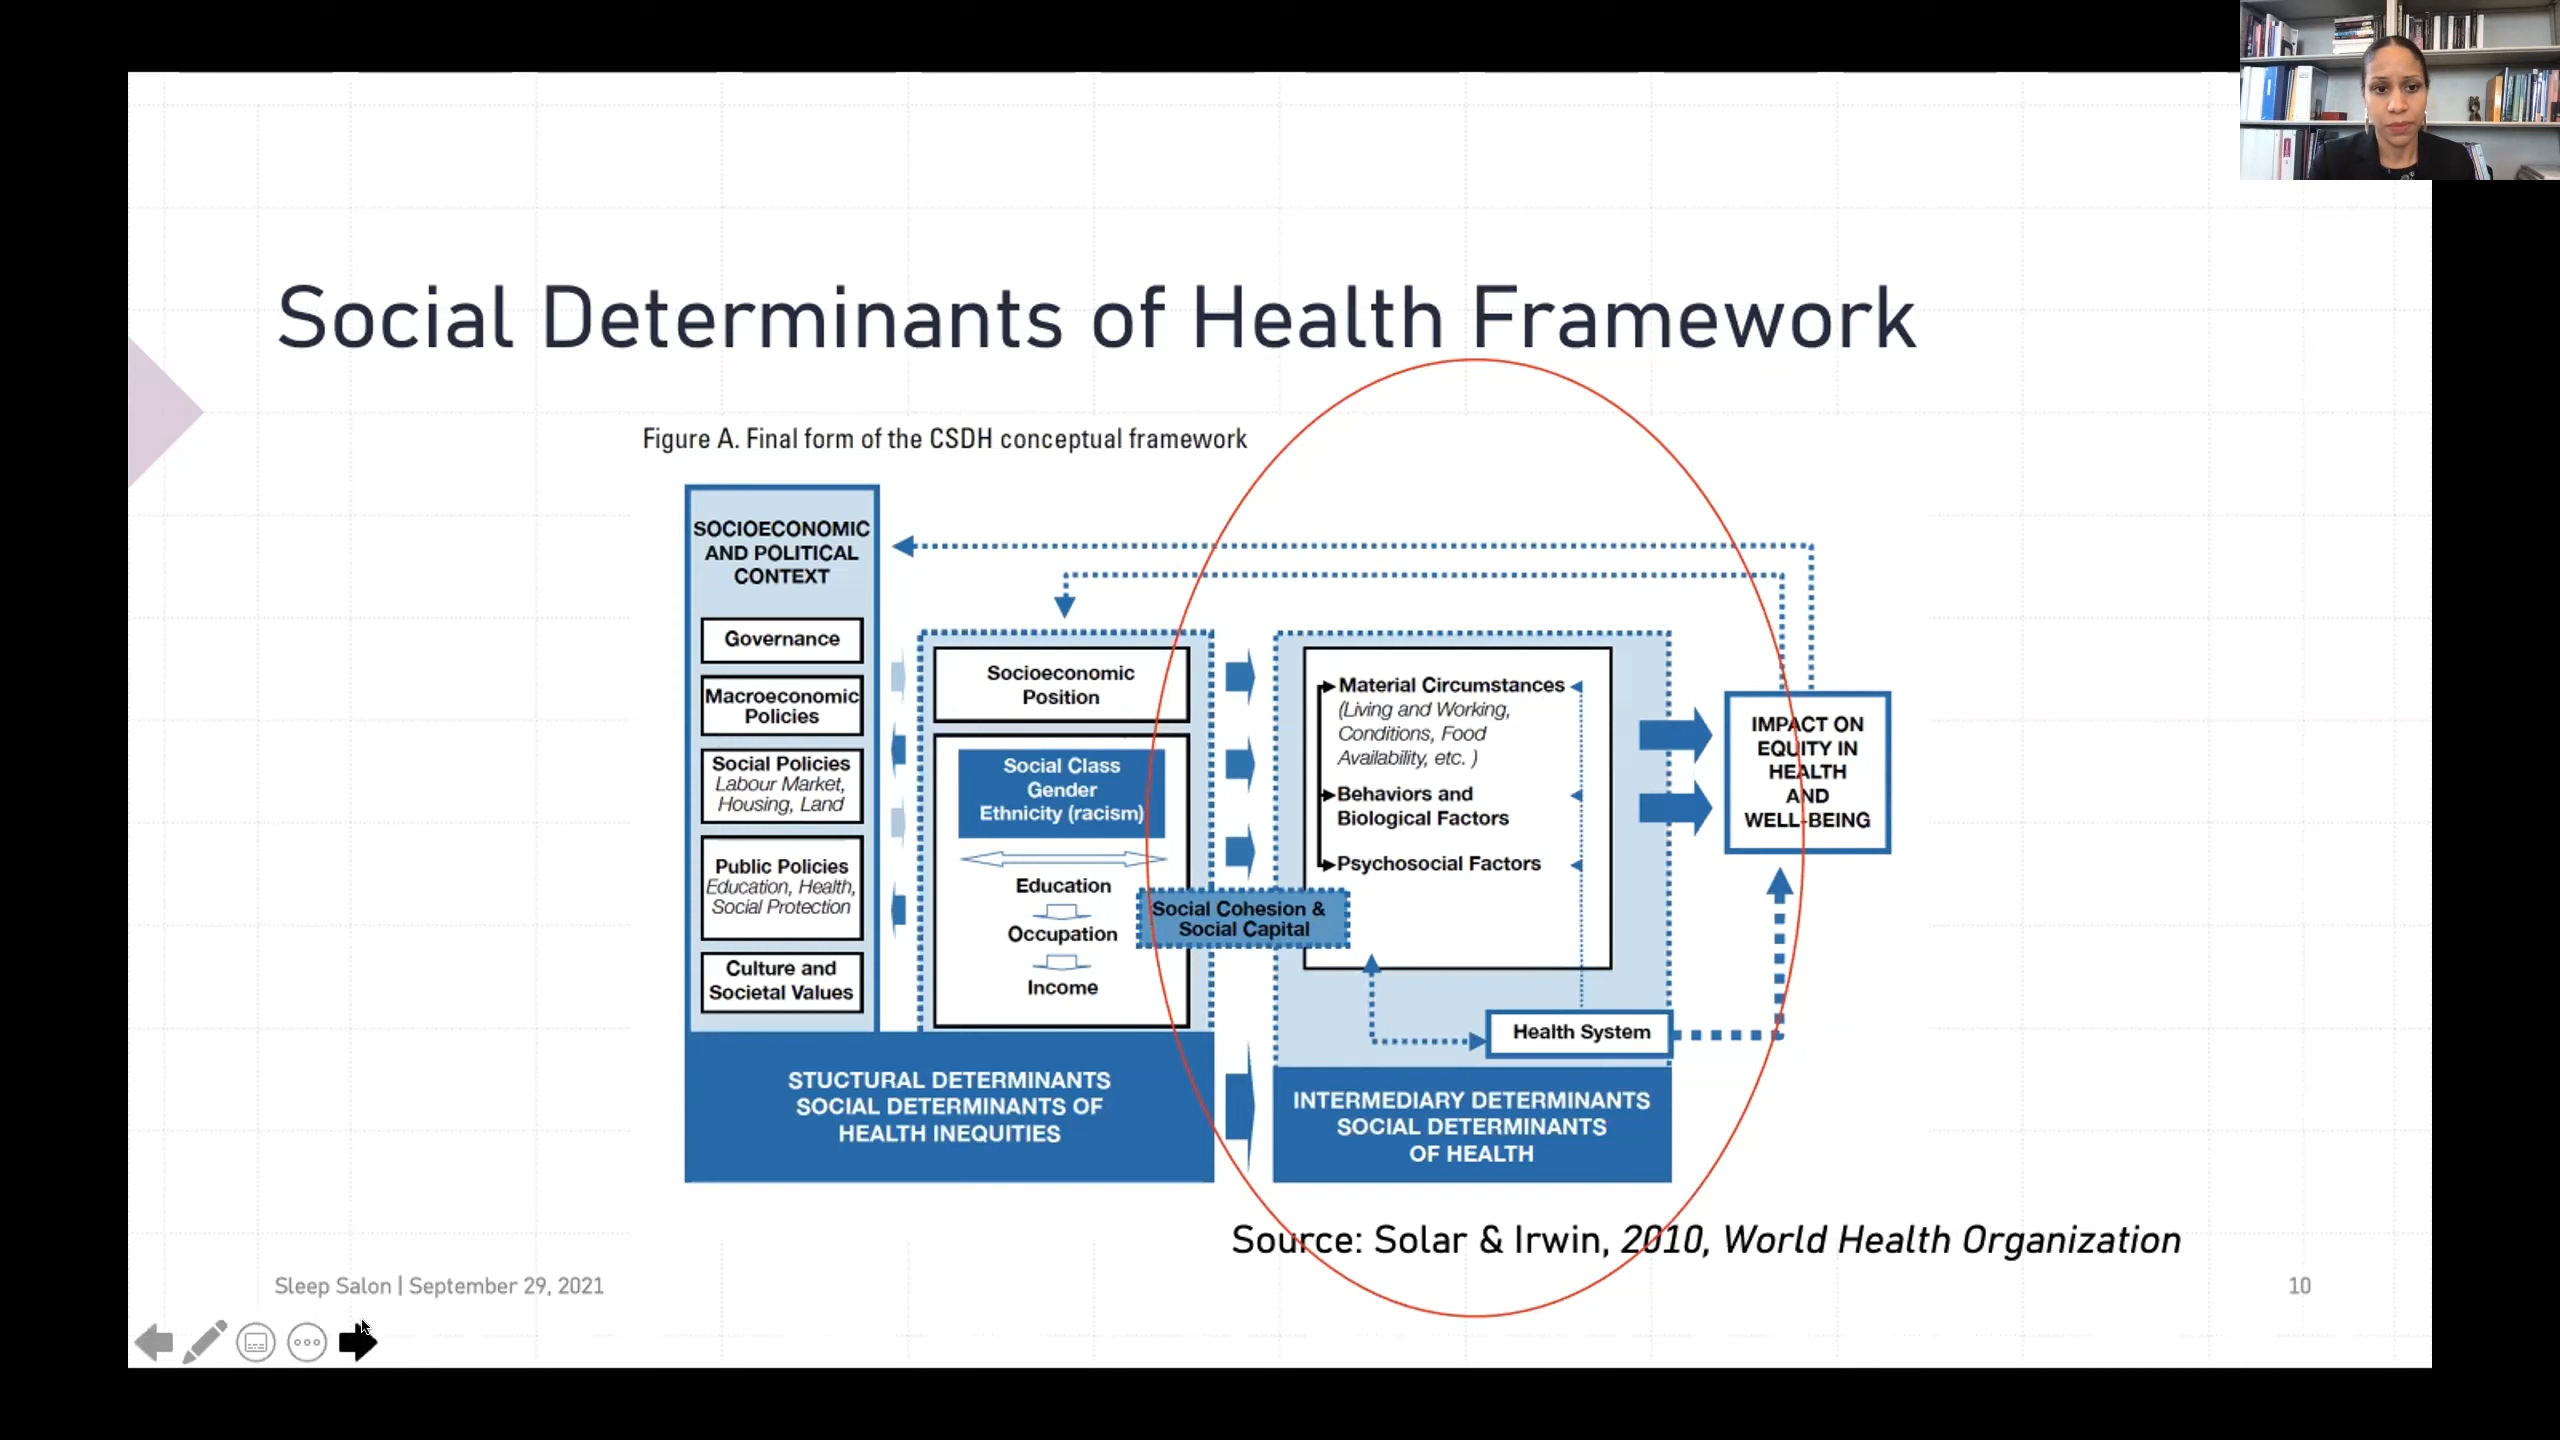 Social Determinants of Health Framework
Figure A. Final form of the CSDH conceptual framework
SOCIOECONOMIC
AND POLITICAL
CONTEXT
Governance
Macroeconomic
Policies
Social Policies
Labour Market,
Housing, Land
Public Policies
Education, Health,
Social Protection
Culture and
Societal Values
Socioeconomic
Position
Social Class
Gender
Ethnicity (racism)
Education
Occupation
Income
Social Cohesion &
Social Capital
STUCTURAL DETERMINANTS
SOCIAL DETERMINANTS OF
HEALTH INEQUITIES
Material Circumstances
(Living and Working,
Conditions, Food
Availability, etc. )
Behaviors and
Biological Factors
Psychosocial Factors
Health System
INTERMEDIARY DETERMINANTS
SOCIAL DETERMINANTS
OF HEALTH
IMPACT ON
EQUITY IN
HEALTH
AND
WELL-BEING
Source: Solar & Irwin, 2010, World Health Organization
Sleep Salon | September 29, 2021
10